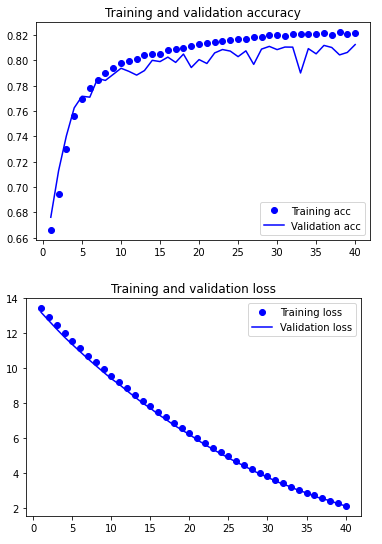 Training and validation accuracy
0.82
0.80
0.78
0.76
0.74
0.72
0.70
0.68
0.66
Training acc
Validation acc
0 5 10 15 20 25 30 35 40
Training and validation loss
14
12
10
8
6
4
2
Training loss
Validation loss
0 5 10 15 20 25 30 35 40